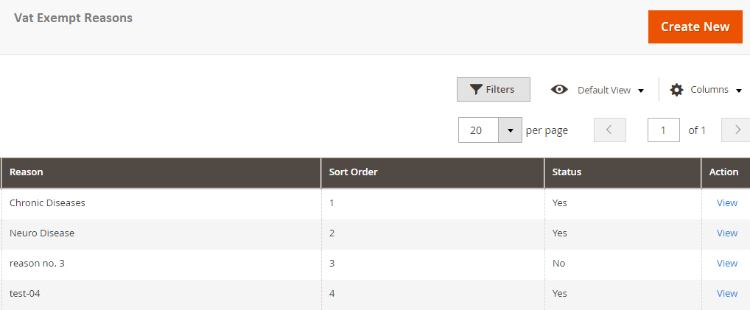 Vat Exempt Reasons
Create New
Filters Default View Columns
20 per page 1 of 1
Reason Sort Order Status Action
Chronic Diseases 1 Yes View
Neuro Disease 2 Yes View
reason no. 3 3 No View
test-04 4 Yes View